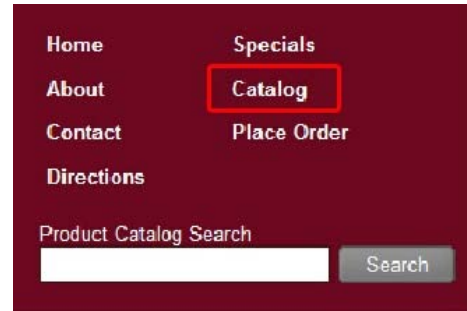 Home Specials
About Catalog
Contact Place Order
Directions
Product Catalog Search
Search